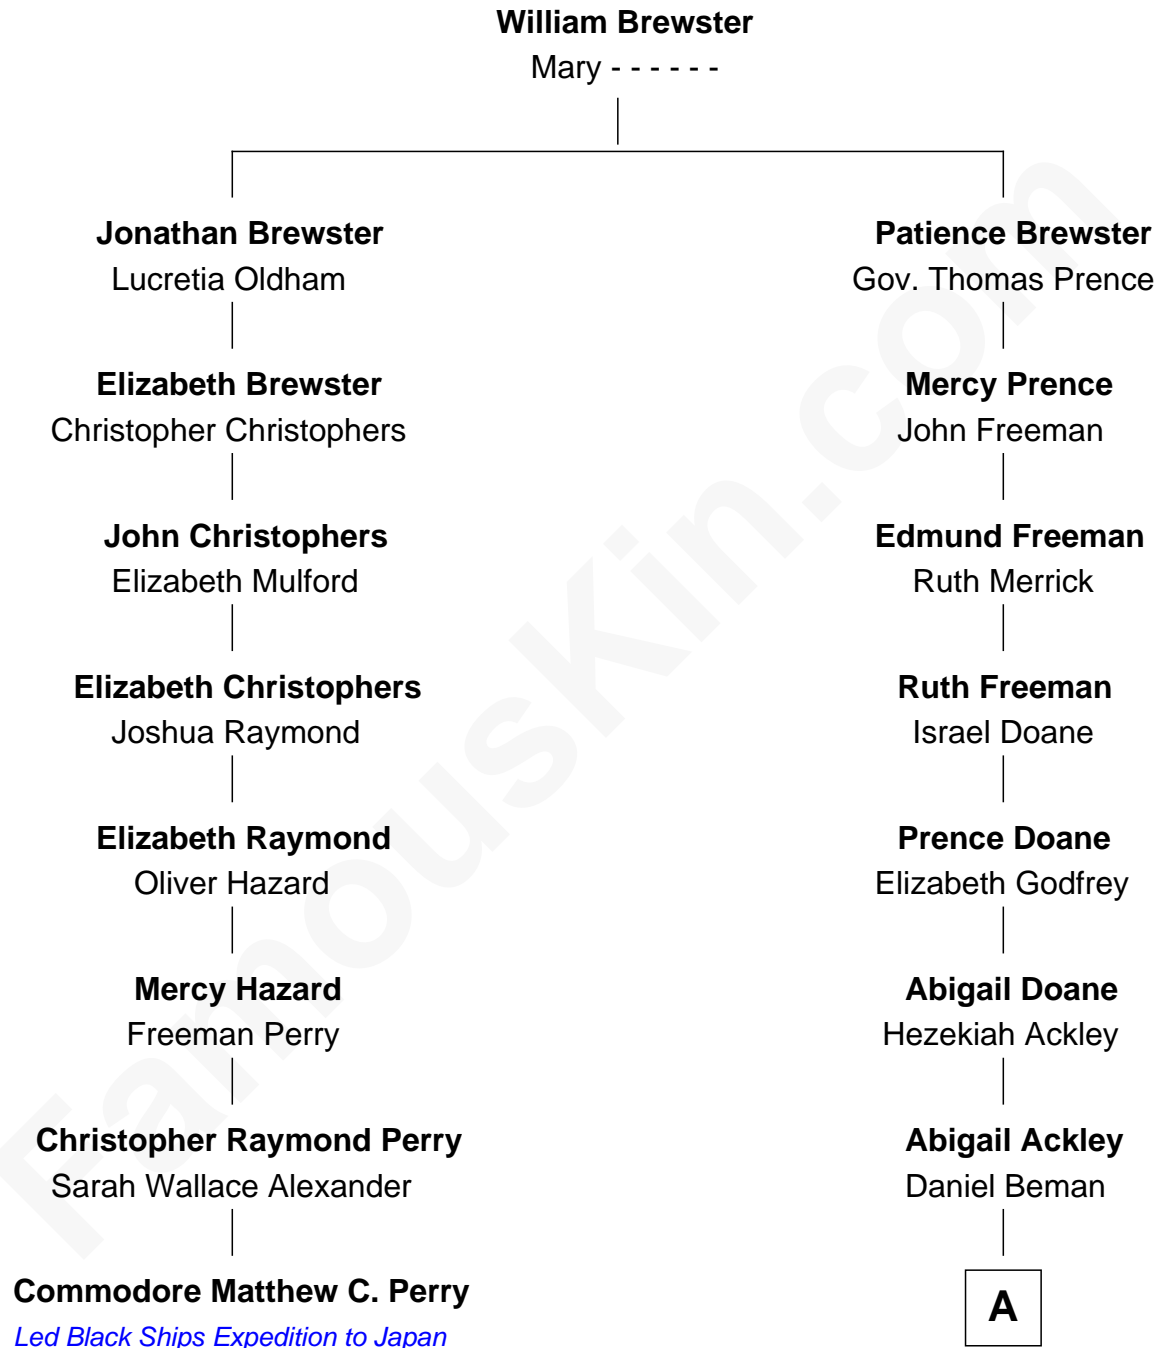 William Brewster
Mary - - - - - -
Jonathan Brewster
Lucretia Oldham
Patience Brewster
Gov. Thomas Prence
Elizabeth Brewster
Christopher Christophers
Mercy Prence
John Freeman
John Christophers
Elizabeth Mulford
Edmund Freeman
Ruth Merrick
Elizabeth Christophers
Joshua Raymond
Ruth Freeman
Israel Doane
Elizabeth Raymond
Oliver Hazard
Prence Doane
Elizabeth Godfrey
Mercy Hazard
Freeman Perry
Abigail Doane
Hezekiah Ackley
Christopher Raymond Perry
Sarah Wallace Alexander
Abigail Ackley
Daniel Beman
Commodore Matthew C. Perry
Led Black Ships Expedition to Japan
A
FamousKin.com